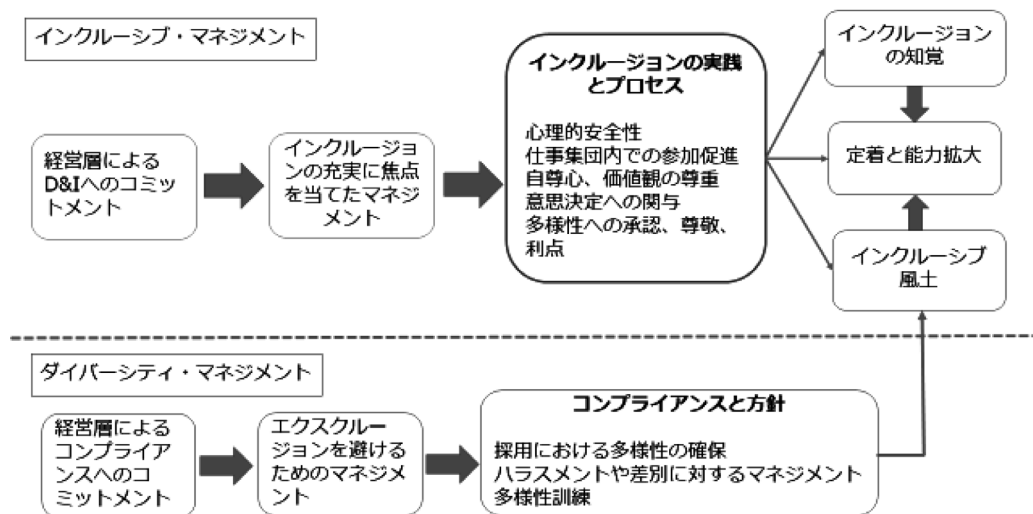 インクルーシブ・マネジメント
経営層による
D&Iへのコミッ
トメント
インクルージョ
ンの充実に焦点
を当てたマネジ
メント
インクルージョンの実践
とプロセス
心理的安全性
仕事集団内での参加促進
自尊心、価値観の尊重
意思決定への関与
多様性への承認、尊敬、
利点
インクルージョン
の知覚
定着と能力拡大
インクルーシブ
風土
ダイバーシティ・マネジメント
経営層による
コンプライア
ンスへのコ
ミットメント
エクスクルー
ジョンを避ける
ためのマネジメ
ント
コンプライアンスと方針
採用における多様性の確保
ハラスメントや差別に対するマネジメント
多様性訓練